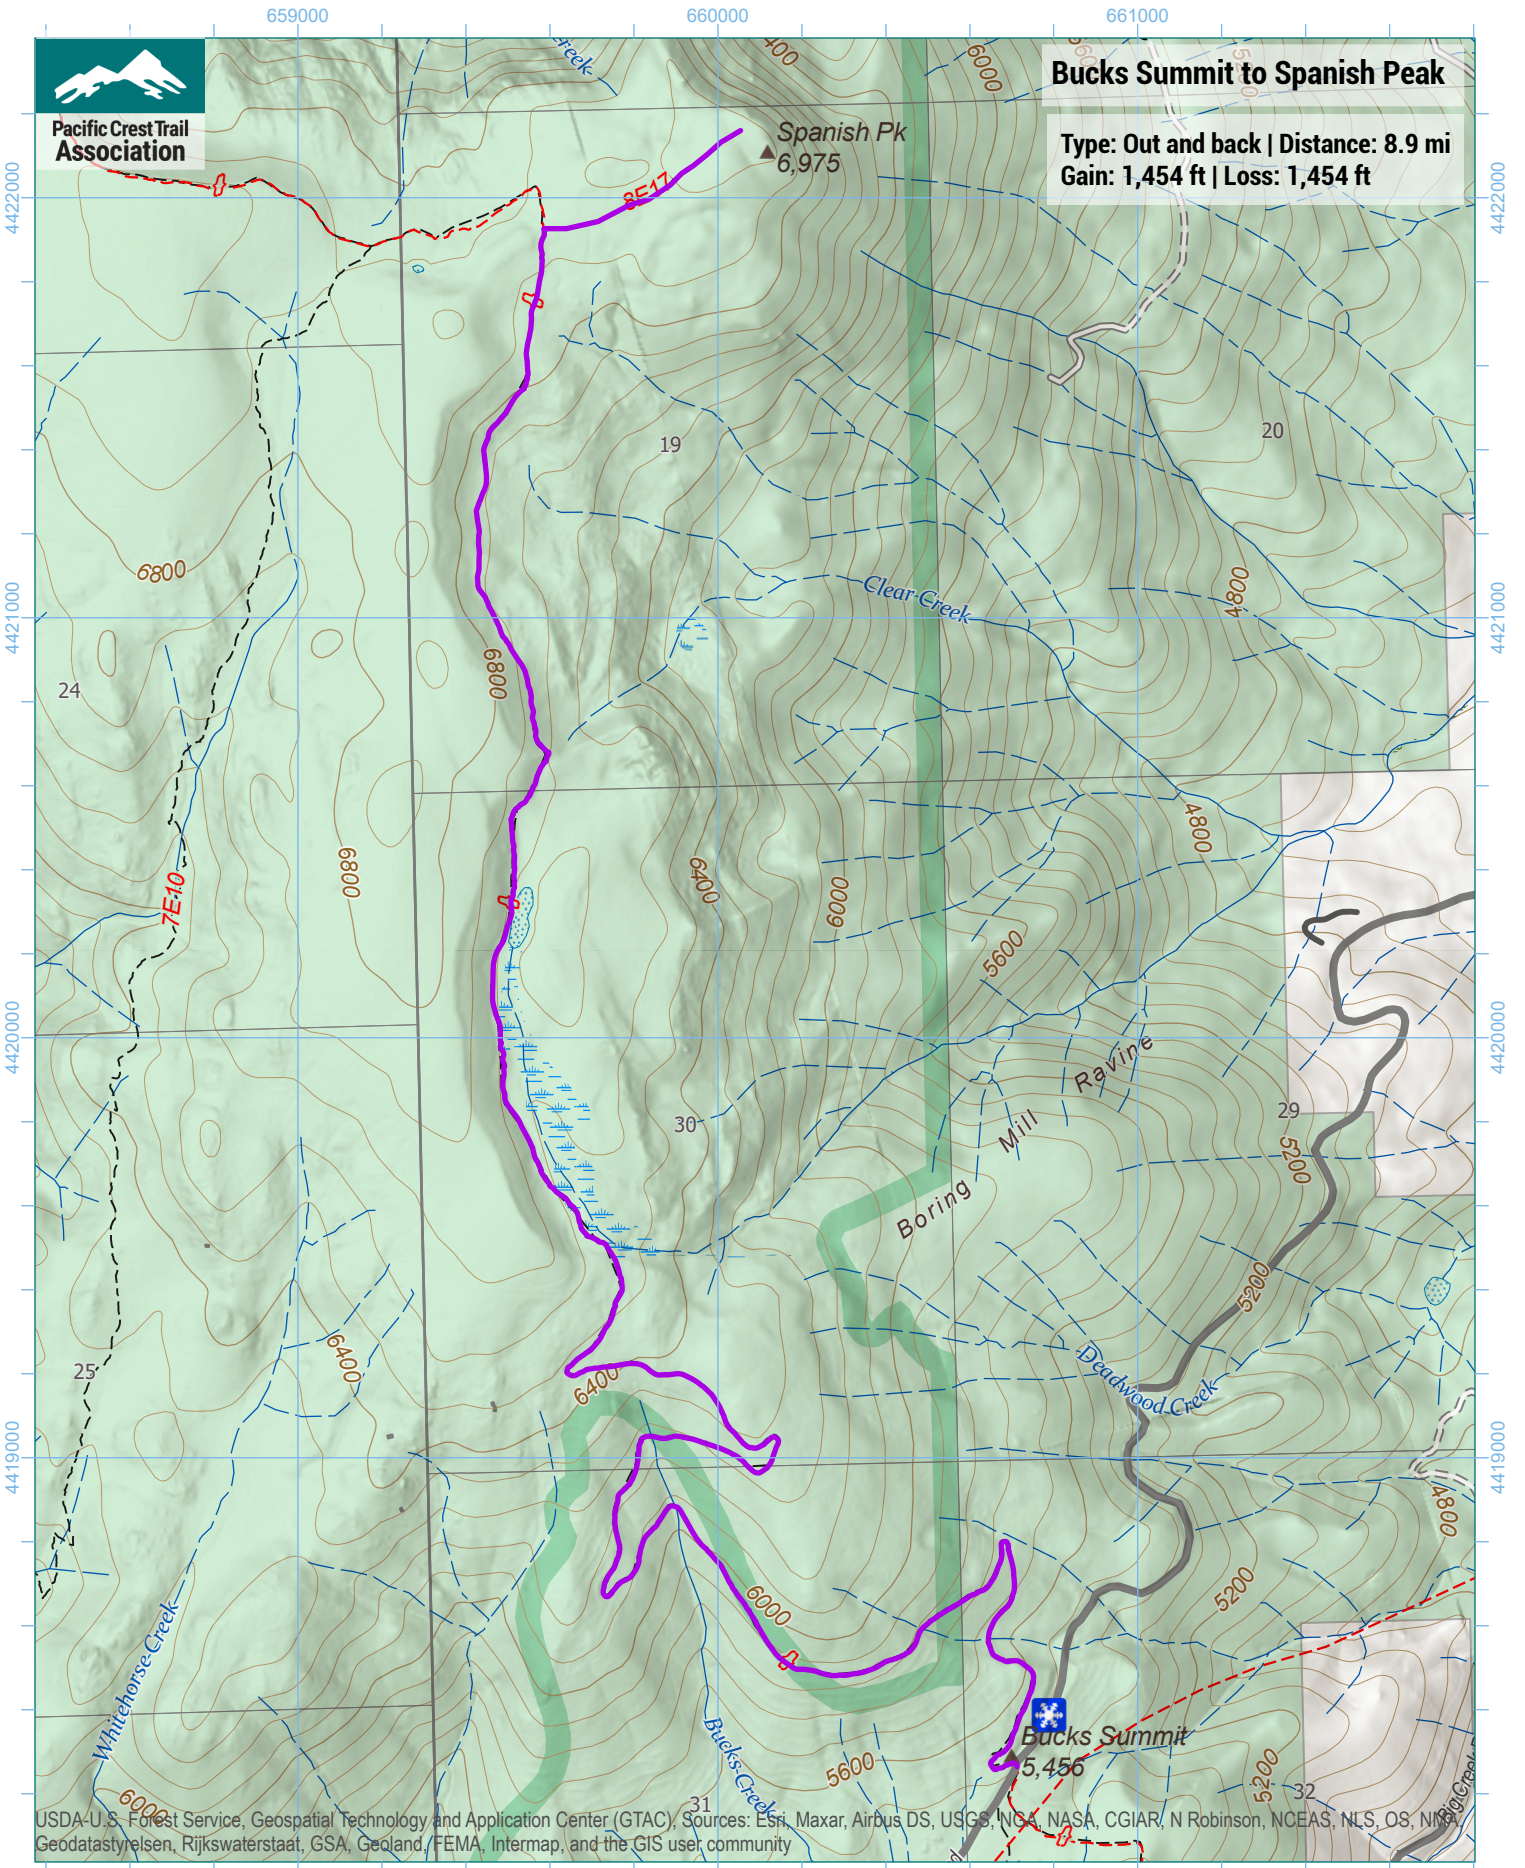 659000
660000
661000
Pacific Crest Trail
Association
Creek
400
6000
Bucks Summit to Spanish Peak
Type: Out and back | Distance: 8.9 mi
Gain: 1,454 ft | Loss: 1,454 ft
Spanish Pk
6,975
8E17
4422000
4422000
19
20
6800
Clear Creek
4800
4421000
4421000
6800
24
4800
6800
6400
6000
7E10
5600
4420000
4420000
Mill
Ravine
30
29
5200
Boring
5200
6400
25
6400
Deadwood Creek
4419000
4419000
4800
6000
5200
Whitehorse Creek
Bucks Creek
Bucks Summit
5,456
5600
5200
6000
31
32
Big Creek
USDA-U.S. Forest Service, Geospatial Technology and Application Center (GTAC), Sources: Esri, Maxar, Airbus DS, USGS, NGA, NASA, CGIAR, N Robinson, NCEAS, NLS, OS, NMA,
Geodatastyrelsen, Rijkswaterstaat, GSA, Geoland, FEMA, Intermap, and the GIS user community